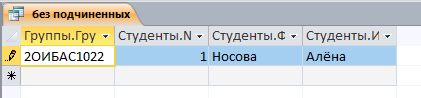 без подчиненных
Группы.Гру Студенты.N Студенты.Ф Студенты.И
2ОИБАС1022 1 Носова Алёна